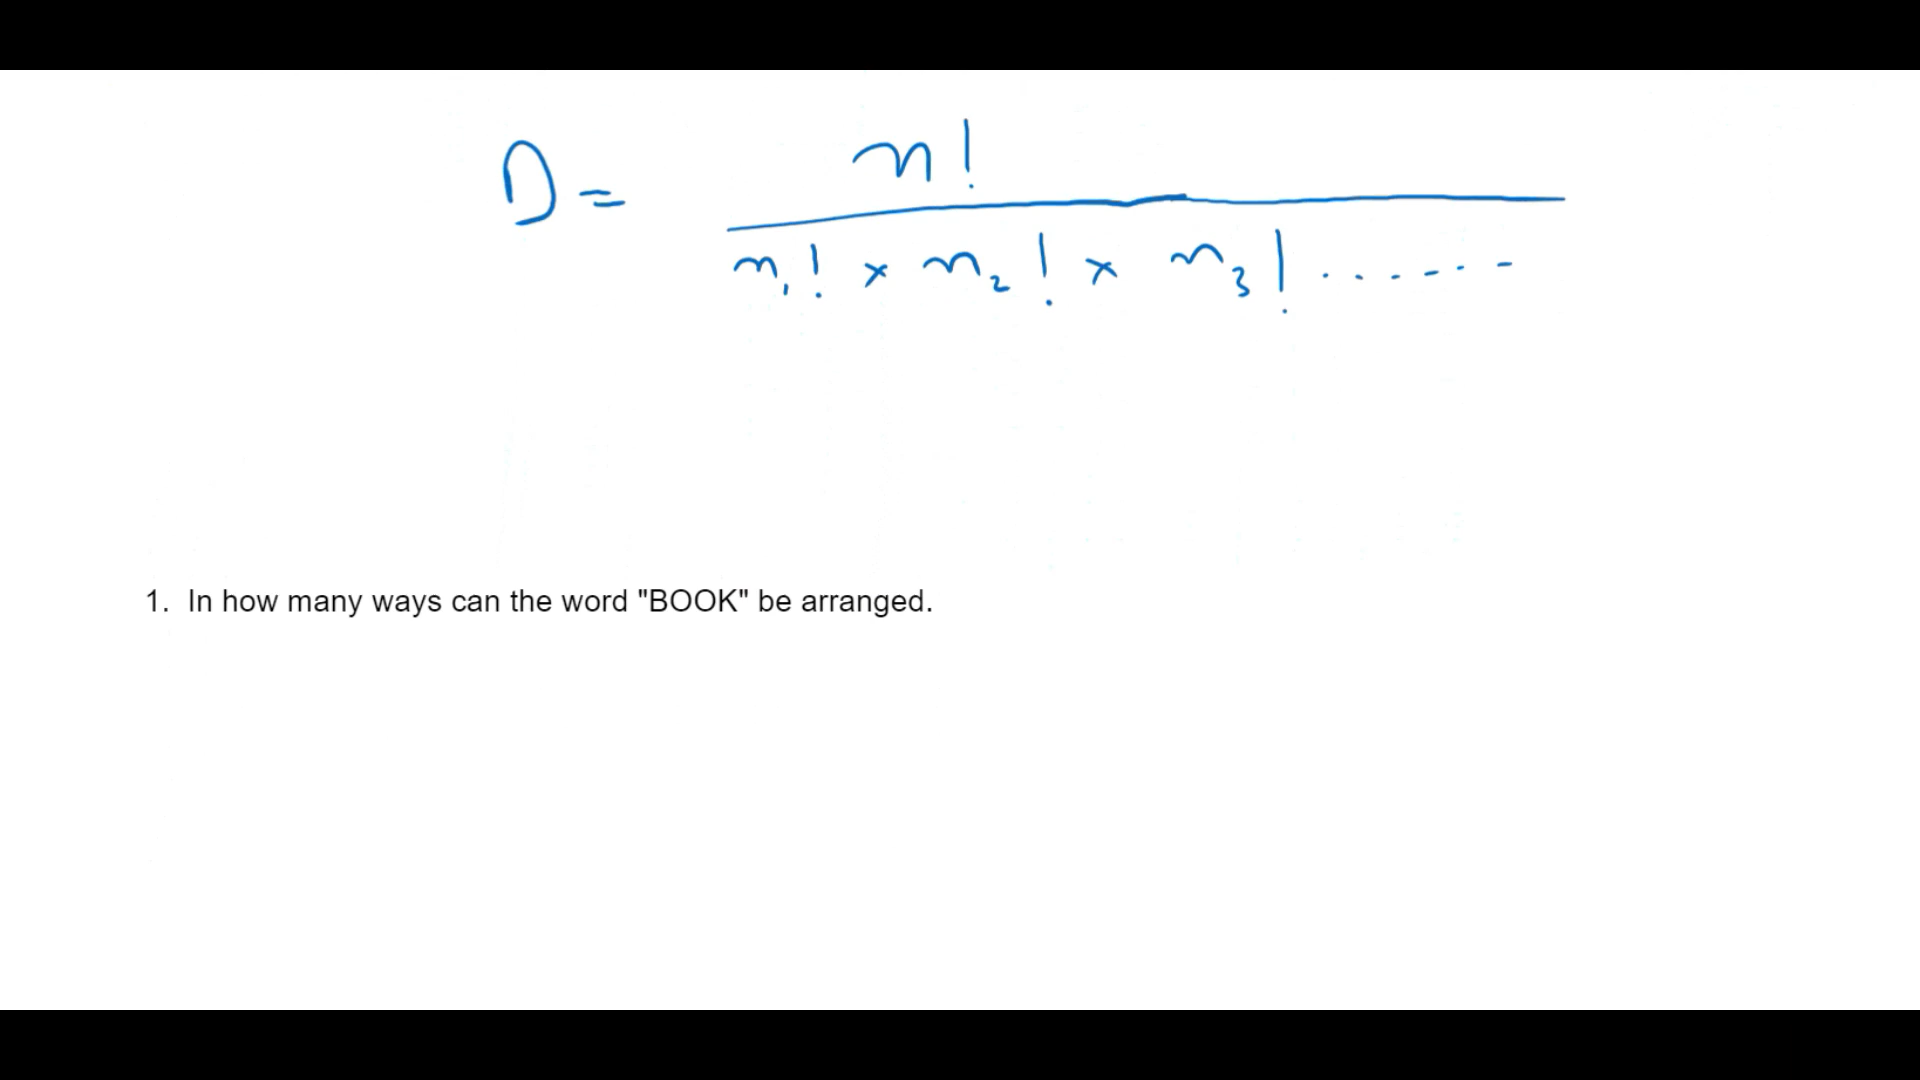 D = n!
n₁! × n₂! × n₃! ......
1. In how many ways can the word "BOOK" be arranged.